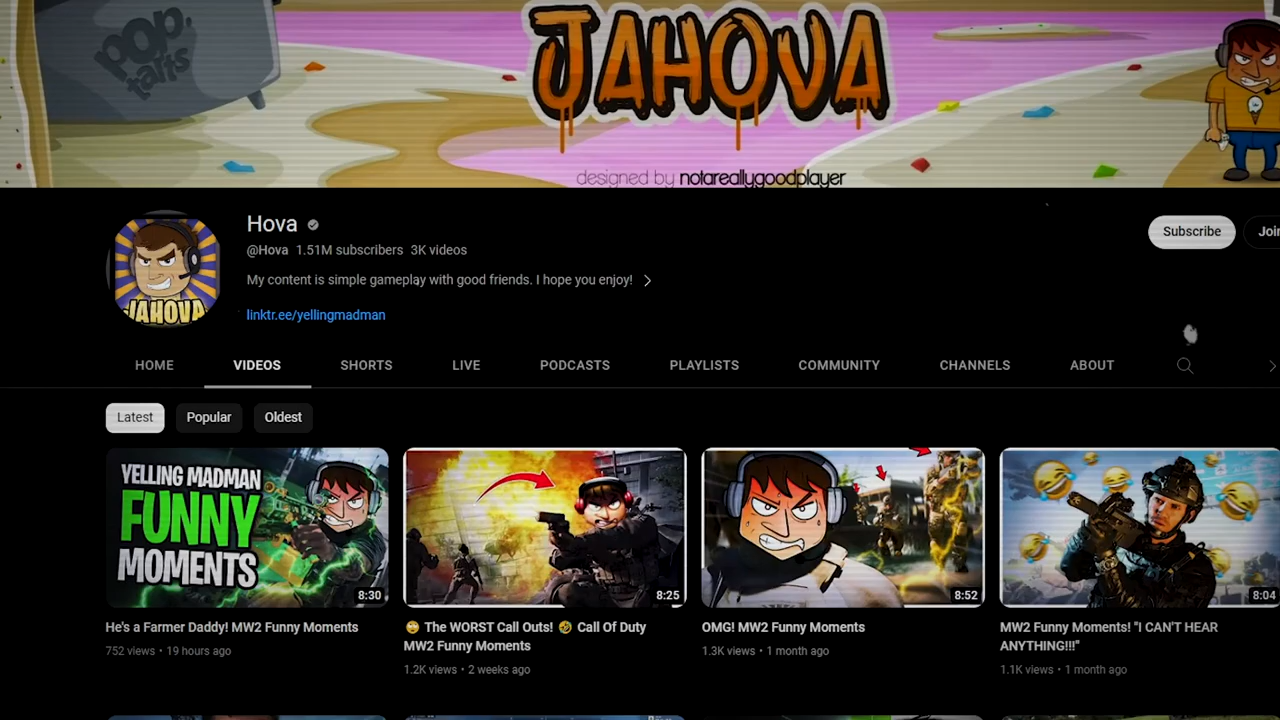 pop.
tarts
JAHOVA
designed by notareallygoodplayer
Hova
@Hova 1.51M subscribers 3K videos
My content is simple gameplay with good friends. I hope you enjoy!
linktr.ee/yellingmadman
Subscribe
Join
JAHOVA
HOME VIDEOS SHORTS LIVE PODCASTS PLAYLISTS COMMUNITY CHANNELS ABOUT
Latest Popular Oldest
YELLING MADMAN
FUNNY
MOMENTS
8:30
8:25
8:52
8:04
He's a Farmer Daddy! MW2 Funny Moments
752 views • 19 hours ago
🙄 The WORST Call Outs! 🤣 Call Of Duty
MW2 Funny Moments
1.2K views • 2 weeks ago
OMG! MW2 Funny Moments
1.3K views • 1 month ago
MW2 Funny Moments! "I CAN'T HEAR
ANYTHING!!!"
1.1K views • 1 month ago